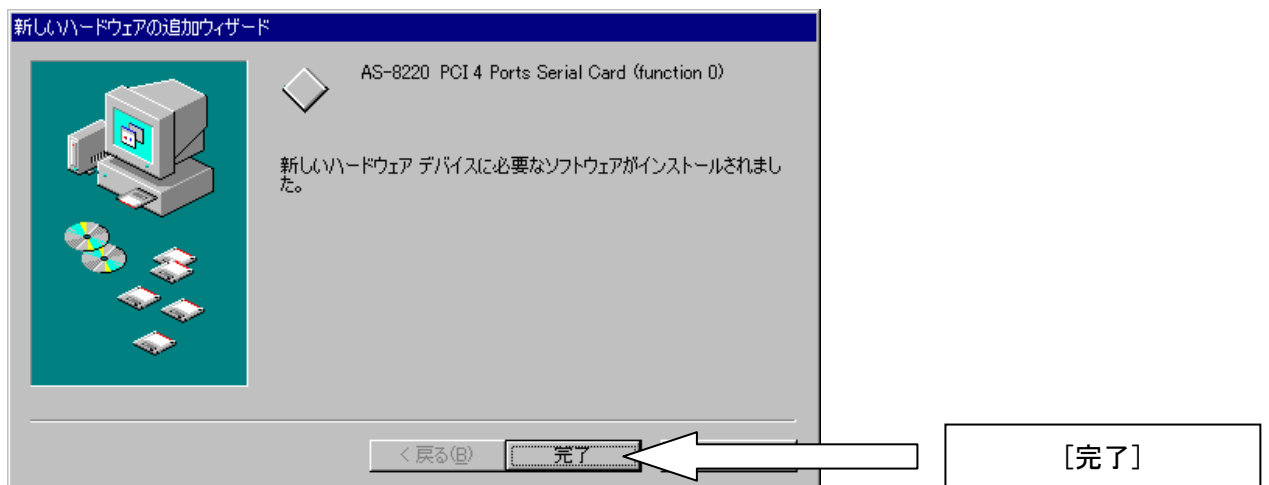 新しいハードウェアの追加ウィザード
AS-8220 PCI 4 Ports Serial Card (function 0)
新しいハードウェア デバイスに必要なソフトウェアがインストールされまし
た。
< 戻る(B) 完了
[完了]